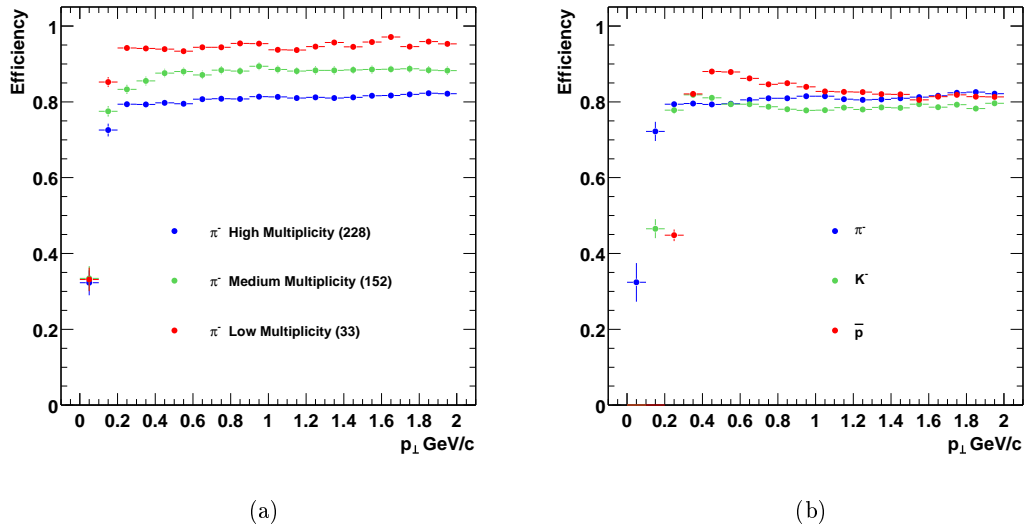 Efficiency
1
0.8
0.6
0.4
0.2
0
π⁻ High Multiplicity (228)
π⁻ Medium Multiplicity (152)
π⁻ Low Multiplicity (33)
0 0.2 0.4 0.6 0.8 1 1.2 1.4 1.6 1.8 2
p⊥ GeV/c
(a)
Efficiency
1
0.8
0.6
0.4
0.2
0
π⁻
K⁻
p̅
0 0.2 0.4 0.6 0.8 1 1.2 1.4 1.6 1.8 2
p⊥ GeV/c
(b)